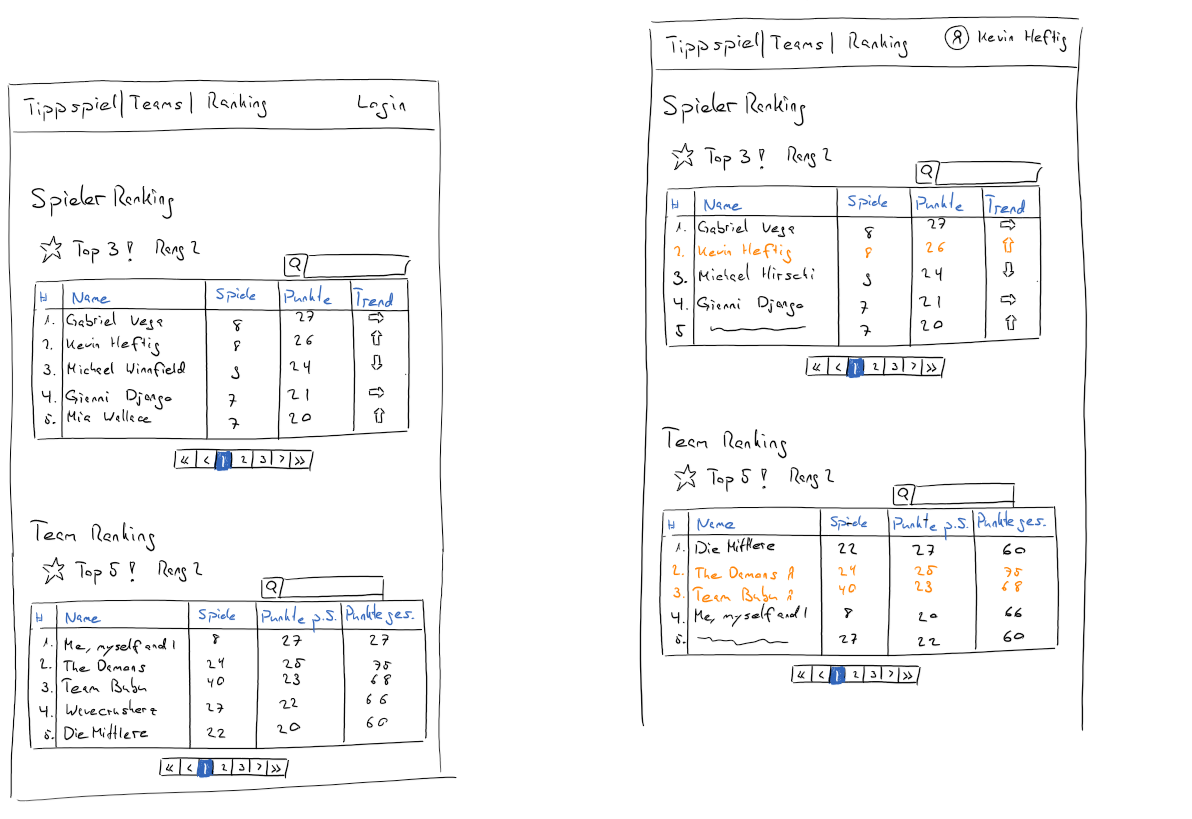 Tippspiel | Teams | Ranking Login
Spieler Ranking
Top 3! Rang 2
# Name Spiele Punkte Trend
1. Gabriel Vega 8 27
2. Kevin Heftig 8 26
3. Michael Winnfield 9 24
4. Gianni Django 7 21
5. Mia Wallace 7 20
« < 1 2 3 > »
Team Ranking
Top 5! Rang 2
# Name Spiele Punkte p.S. Punkte ges.
1. Me, myself and I 8 27 27
2. The Demons 24 25 75
3. Team Bubu 40 23 68
4. Wavecrusherz 27 22 66
5. Die Mittlere 22 20 60
« < 1 2 3 > »
Tippspiel | Teams | Ranking Kevin Heftig
Spieler Ranking
Top 3! Rang 2
# Name Spiele Punkte Trend
1. Gabriel Vega 8 27
2. Kevin Heftig 8 26
3. Michael Hirschi 9 24
4. Gianni Django 7 21
5 7 20
« < 1 2 3 > »
Team Ranking
Top 5! Rang 2
# Name Spiele Punkte p.S. Punkte ges.
1. Die Mittlere 22 27 60
2. The Demons 24 25 75
3. Team Bubu 40 23 68
4. Me, myself and I 8 20 66
5. 27 22 60
« < 1 2 3 > »